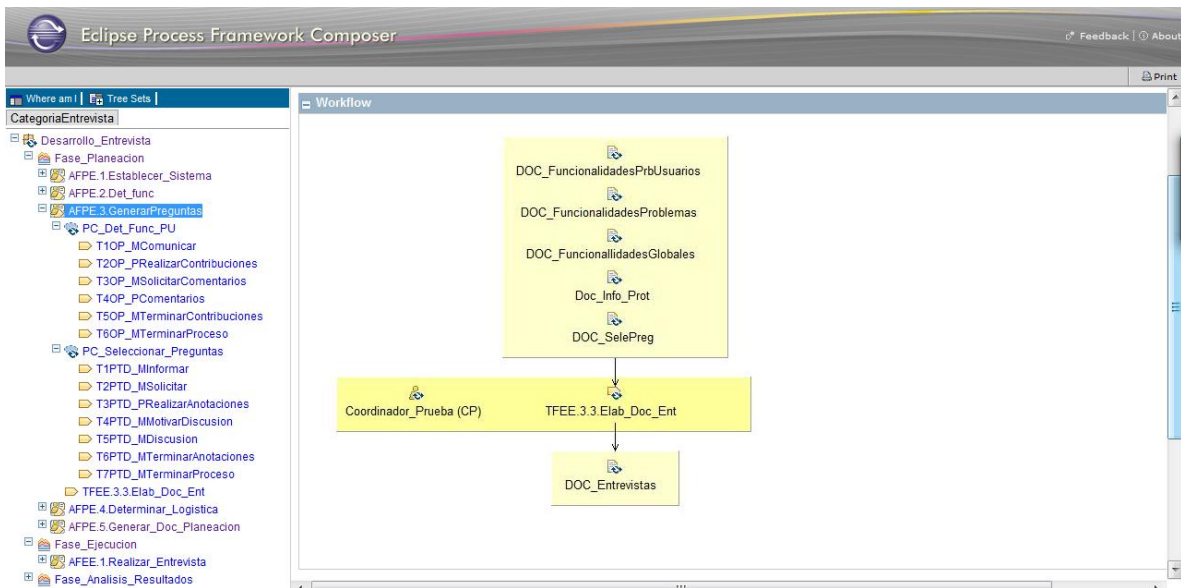 Eclipse Process Framework Composer
Feedback | About
Print
Where am I | Tree Sets |
CategoriaEntrevista
Desarrollo_Entrevista
Fase_Planeacion
AFPE.1.Establecer_Sistema
AFPE.2.Det_func
AFPE.3.GenerarPreguntas
PC_Det_Func_PU
T1OP_MComunicar
T2OP_PRealizarContribuciones
T3OP_MSolicitarComentarios
T4OP_PComentarios
T5OP_MTerminarContribuciones
T6OP_MTerminarProceso
PC_Seleccionar_Preguntas
T1PTD_MInformar
T2PTD_MSolicitar
T3PTD_PRealizarAnotaciones
T4PTD_MMotivarDiscusion
T5PTD_MDiscusion
T6PTD_MTerminarAnotaciones
T7PTD_MTerminarProceso
TFEE.3.3.Elab_Doc_Ent
AFPE.4.Determinar_Logistica
AFPE.5.Generar_Doc_Planeacion
Fase_Ejecucion
AFEE.1.Realizar_Entrevista
Fase_Analisis_Resultados
Workflow
DOC_FuncionalidadesPrbUsuarios
DOC_FuncionalidadesProblemas
DOC_FuncionallidadesGlobales
Doc_Info_Prot
DOC_SelePreg
Coordinador_Prueba (CP)
TFEE.3.3.Elab_Doc_Ent
DOC_Entrevistas